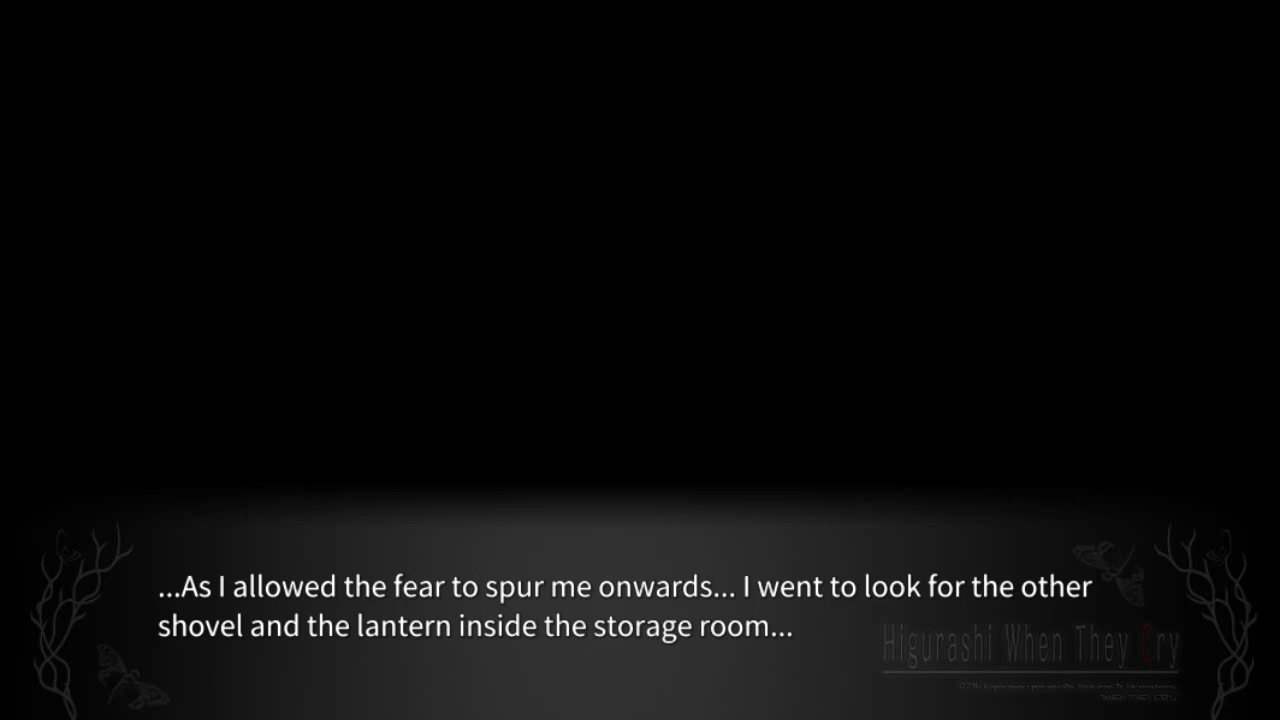 ...As I allowed the fear to spur me onwards... I went to look for the other
shovel and the lantern inside the storage room...
Higurashi When They Cry